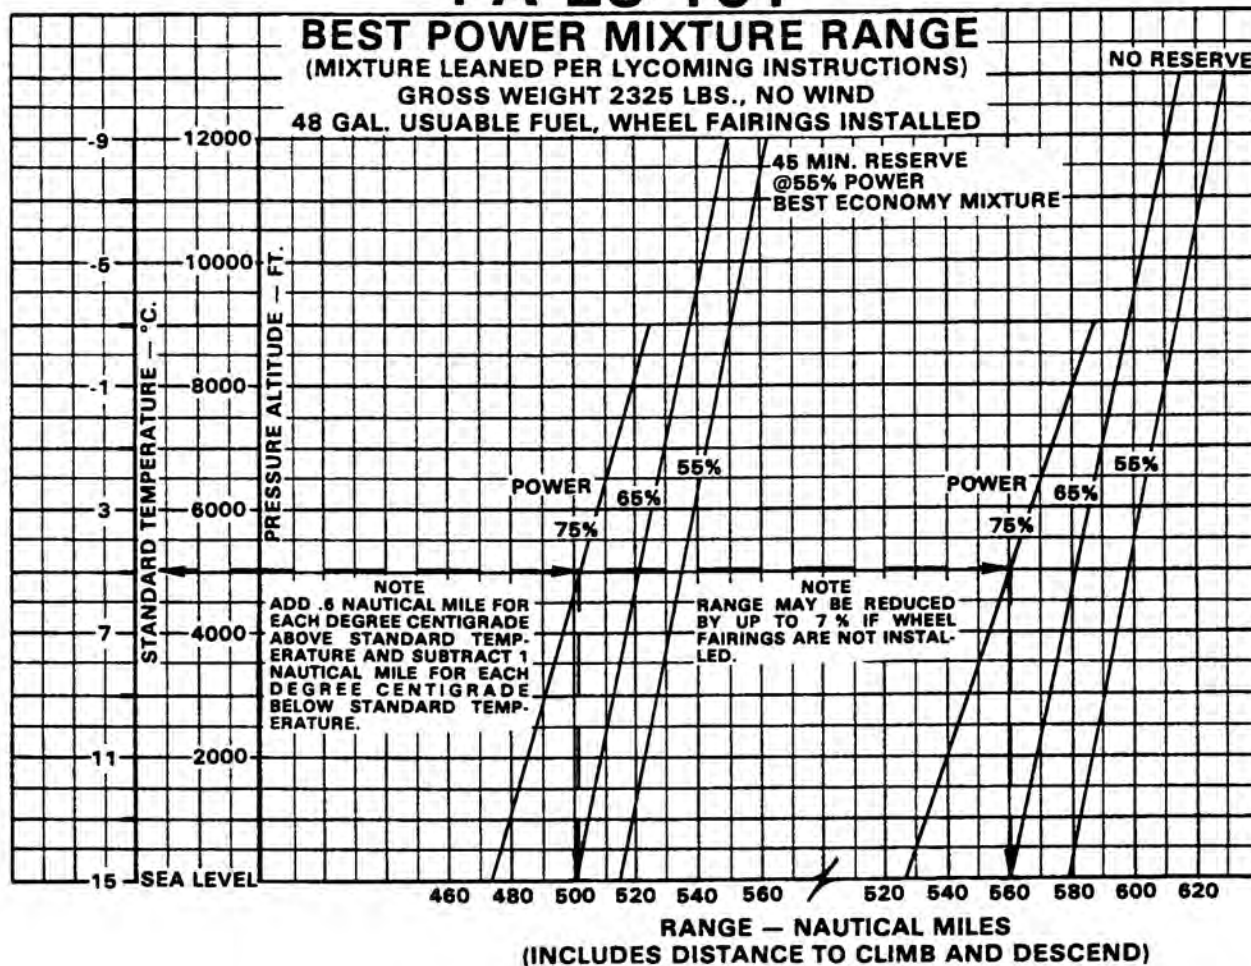 BEST POWER MIXTURE RANGE
(MIXTURE LEANED PER LYCOMING INSTRUCTIONS)
GROSS WEIGHT 2325 LBS., NO WIND
48 GAL. USUABLE FUEL, WHEEL FAIRINGS INSTALLED
NO RESERVE
45 MIN. RESERVE
@55% POWER
BEST ECONOMY MIXTURE
-9
-5
-1
3
7
11
15
STANDARD TEMPERATURE — °C.
12000
10000
8000
6000
4000
2000
SEA LEVEL
PRESSURE ALTITUDE — FT.
POWER
75%
65%
55%
POWER
75%
65%
55%
NOTE
ADD .6 NAUTICAL MILE FOR
EACH DEGREE CENTIGRADE
ABOVE STANDARD TEMP-
ERATURE AND SUBTRACT 1
NAUTICAL MILE FOR EACH
DEGREE CENTIGRADE
BELOW STANDARD TEMP-
ERATURE.
NOTE
RANGE MAY BE REDUCED
BY UP TO 7 % IF WHEEL
FAIRINGS ARE NOT INSTAL-
LED.
460 480 500 520 540 560 520 540 560 580 600 620
RANGE — NAUTICAL MILES
(INCLUDES DISTANCE TO CLIMB AND DESCEND)